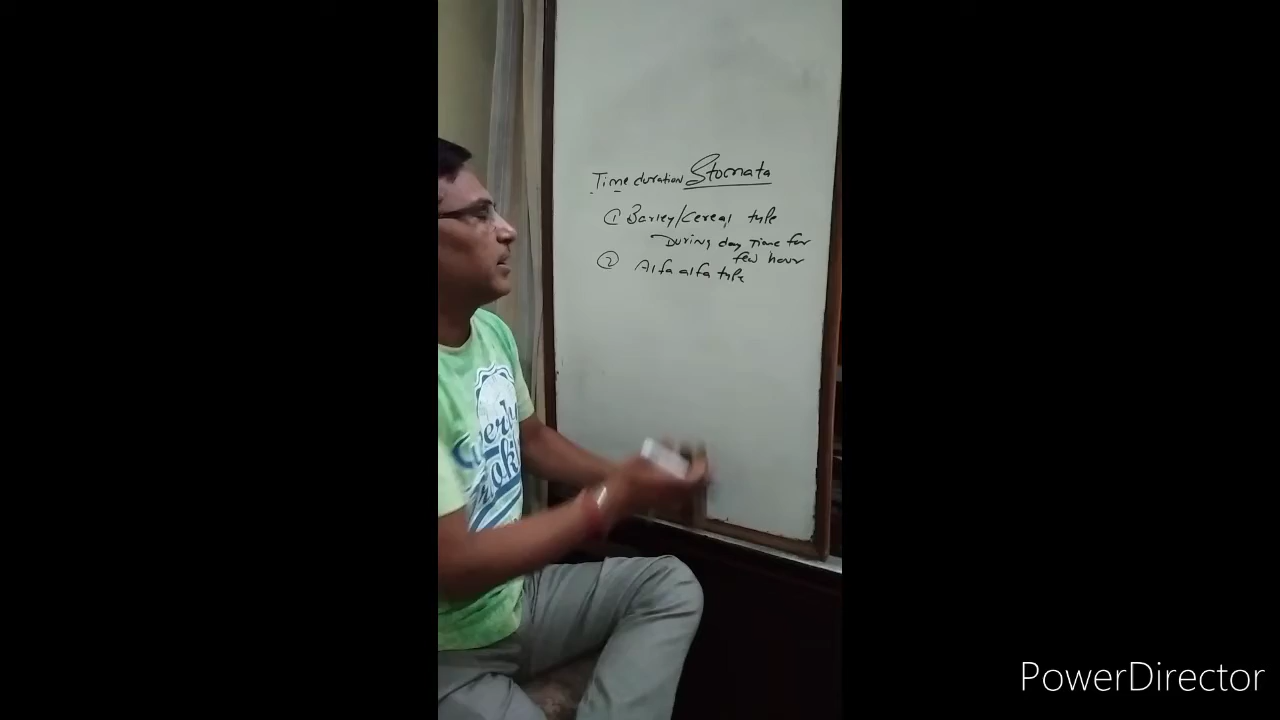 Time duration Stomata
① Barley/Cereal type
During day Time for
few hour
② Alfa alfa type
PowerDirector